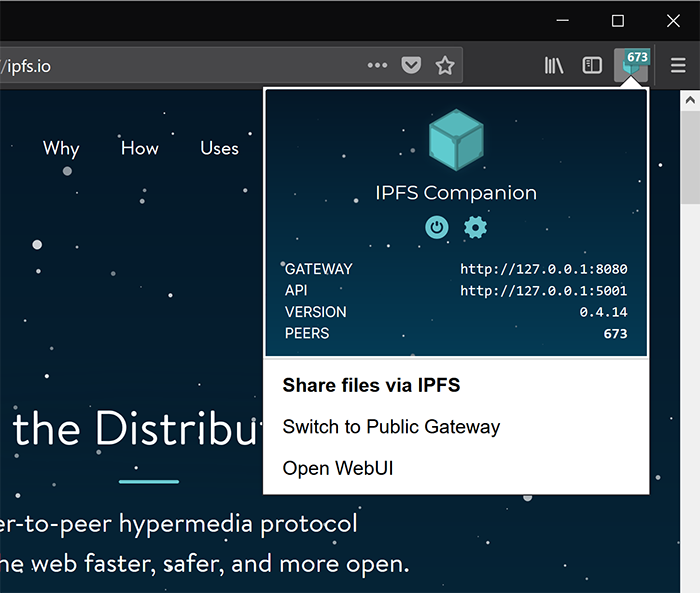 /ipfs.io
673
Why How Uses
IPFS Companion
GATEWAY http://127.0.0.1:8080
API http://127.0.0.1:5001
VERSION 0.4.14
PEERS 673
Share files via IPFS
Switch to Public Gateway
Open WebUI
the Distribu
er-to-peer hypermedia protocol
he web faster, safer, and more open.